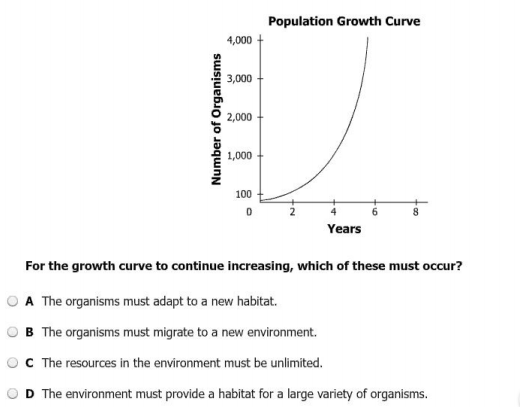 Population Growth Curve
Number of Organisms
4,000
3,000
2,000
1,000
100
0 2 4 6 8
Years
For the growth curve to continue increasing, which of these must occur?
A The organisms must adapt to a new habitat.
B The organisms must migrate to a new environment.
C The resources in the environment must be unlimited.
D The environment must provide a habitat for a large variety of organisms.